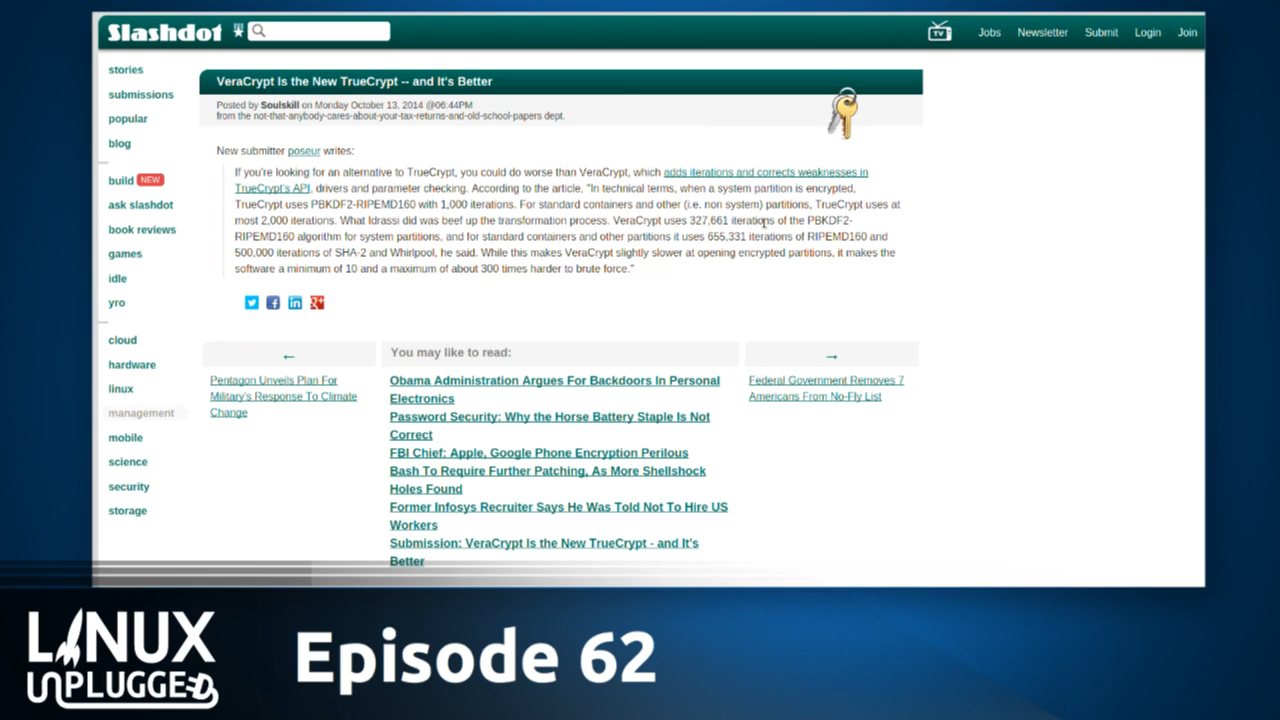 Slashdot
TV
Jobs
Newsletter
Submit
Login
Join
stories
submissions
popular
blog
build NEW
ask slashdot
book reviews
games
idle
yro
cloud
hardware
linux
management
mobile
science
security
storage
VeraCrypt Is the New TrueCrypt -- and It's Better
Posted by Soulskill on Monday October 13, 2014 @06:44PM
from the not-that-anybody-cares-about-your-tax-returns-and-old-school-papers dept.
New submitter poseur writes:
If you're looking for an alternative to TrueCrypt, you could do worse than VeraCrypt, which adds iterations and corrects weaknesses in
TrueCrypt's API, drivers and parameter checking. According to the article, "In technical terms, when a system partition is encrypted,
TrueCrypt uses PBKDF2-RIPEMD160 with 1,000 iterations. For standard containers and other (i.e. non system) partitions, TrueCrypt uses at
most 2,000 iterations. What Idrassi did was beef up the transformation process. VeraCrypt uses 327,661 iterations of the PBKDF2-
RIPEMD160 algorithm for system partitions, and for standard containers and other partitions it uses 655,331 iterations of RIPEMD160 and
500,000 iterations of SHA-2 and Whirlpool, he said. While this makes VeraCrypt slightly slower at opening encrypted partitions, it makes the
software a minimum of 10 and a maximum of about 300 times harder to brute force."
←
Pentagon Unveils Plan For
Military's Response To Climate
Change
You may like to read:
Obama Administration Argues For Backdoors In Personal
Electronics
Password Security: Why the Horse Battery Staple Is Not
Correct
FBI Chief: Apple, Google Phone Encryption Perilous
Bash To Require Further Patching, As More Shellshock
Holes Found
Former Infosys Recruiter Says He Was Told Not To Hire US
Workers
Submission: VeraCrypt Is the New TrueCrypt - and It's
Better
→
Federal Government Removes 7
Americans From No-Fly List
LINUX
UNPLUGGED
Episode 62